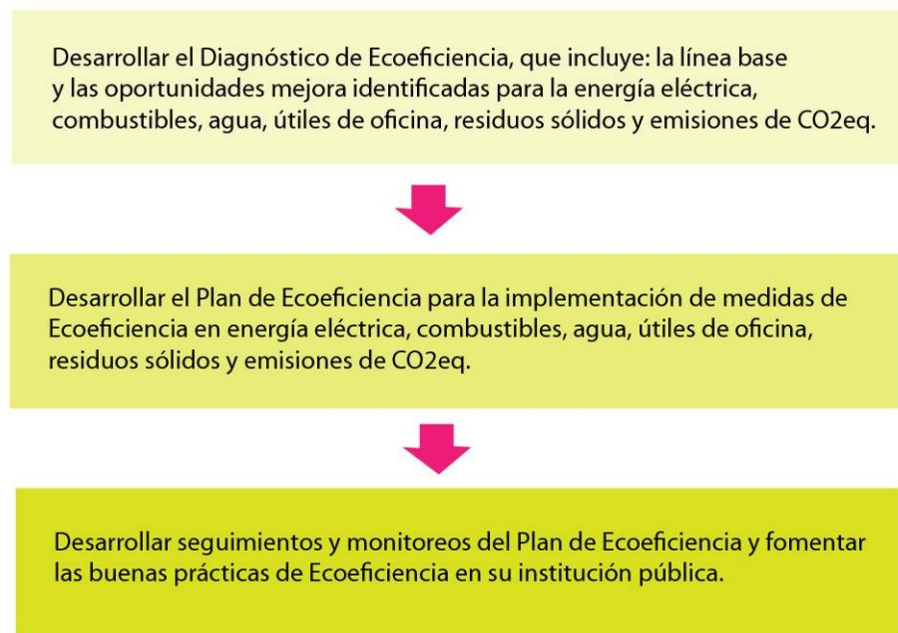 Desarrollar el Diagnóstico de Ecoeficiencia, que incluye: la línea base
y las oportunidades mejora identificadas para la energía eléctrica,
combustibles, agua, útiles de oficina, residuos sólidos y emisiones de CO2eq.
Desarrollar el Plan de Ecoeficiencia para la implementación de medidas de
Ecoeficiencia en energía eléctrica, combustibles, agua, útiles de oficina,
residuos sólidos y emisiones de CO2eq.
Desarrollar seguimientos y monitoreos del Plan de Ecoeficiencia y fomentar
las buenas prácticas de Ecoeficiencia en su institución pública.